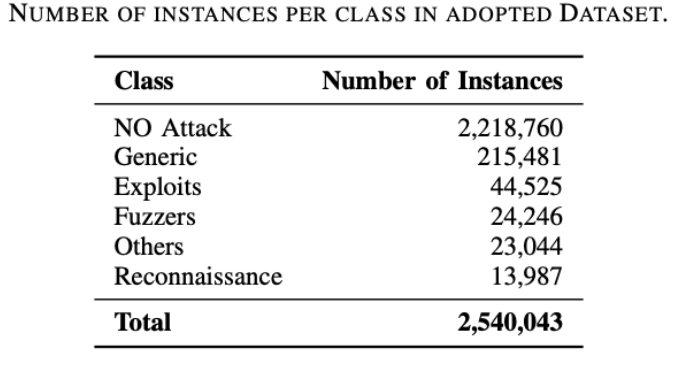 NUMBER OF INSTANCES PER CLASS IN ADOPTED DATASET.
Class Number of Instances
NO Attack 2,218,760
Generic 215,481
Exploits 44,525
Fuzzers 24,246
Others 23,044
Reconnaissance 13,987
Total 2,540,043